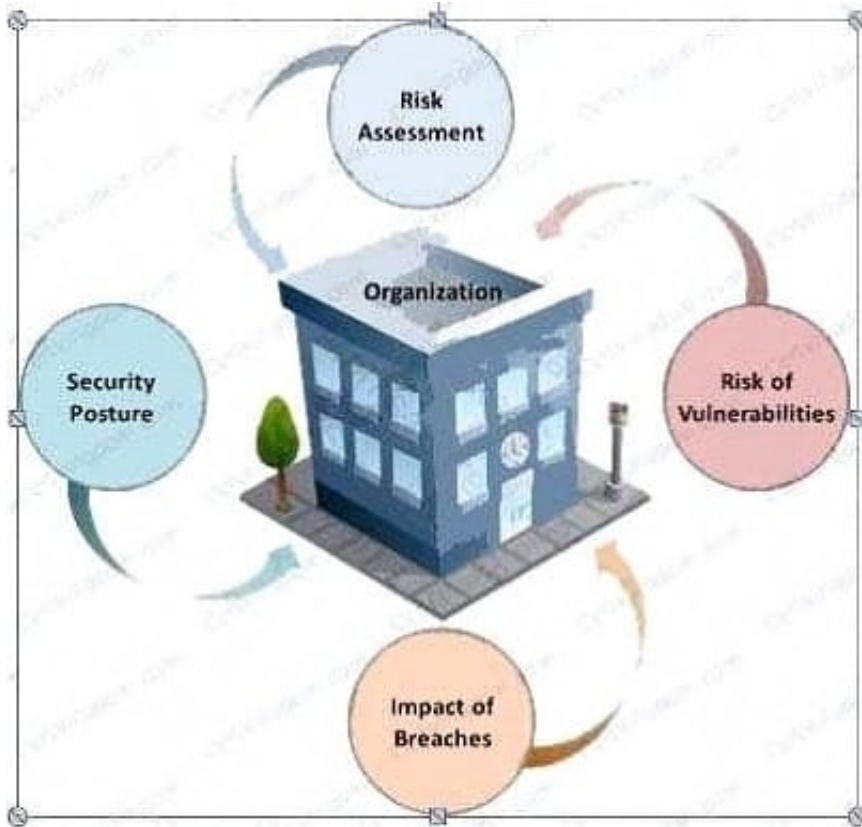 Risk
Assessment
Organization
Security
Posture
Risk of
Vulnerabilities
Impact of
Breaches